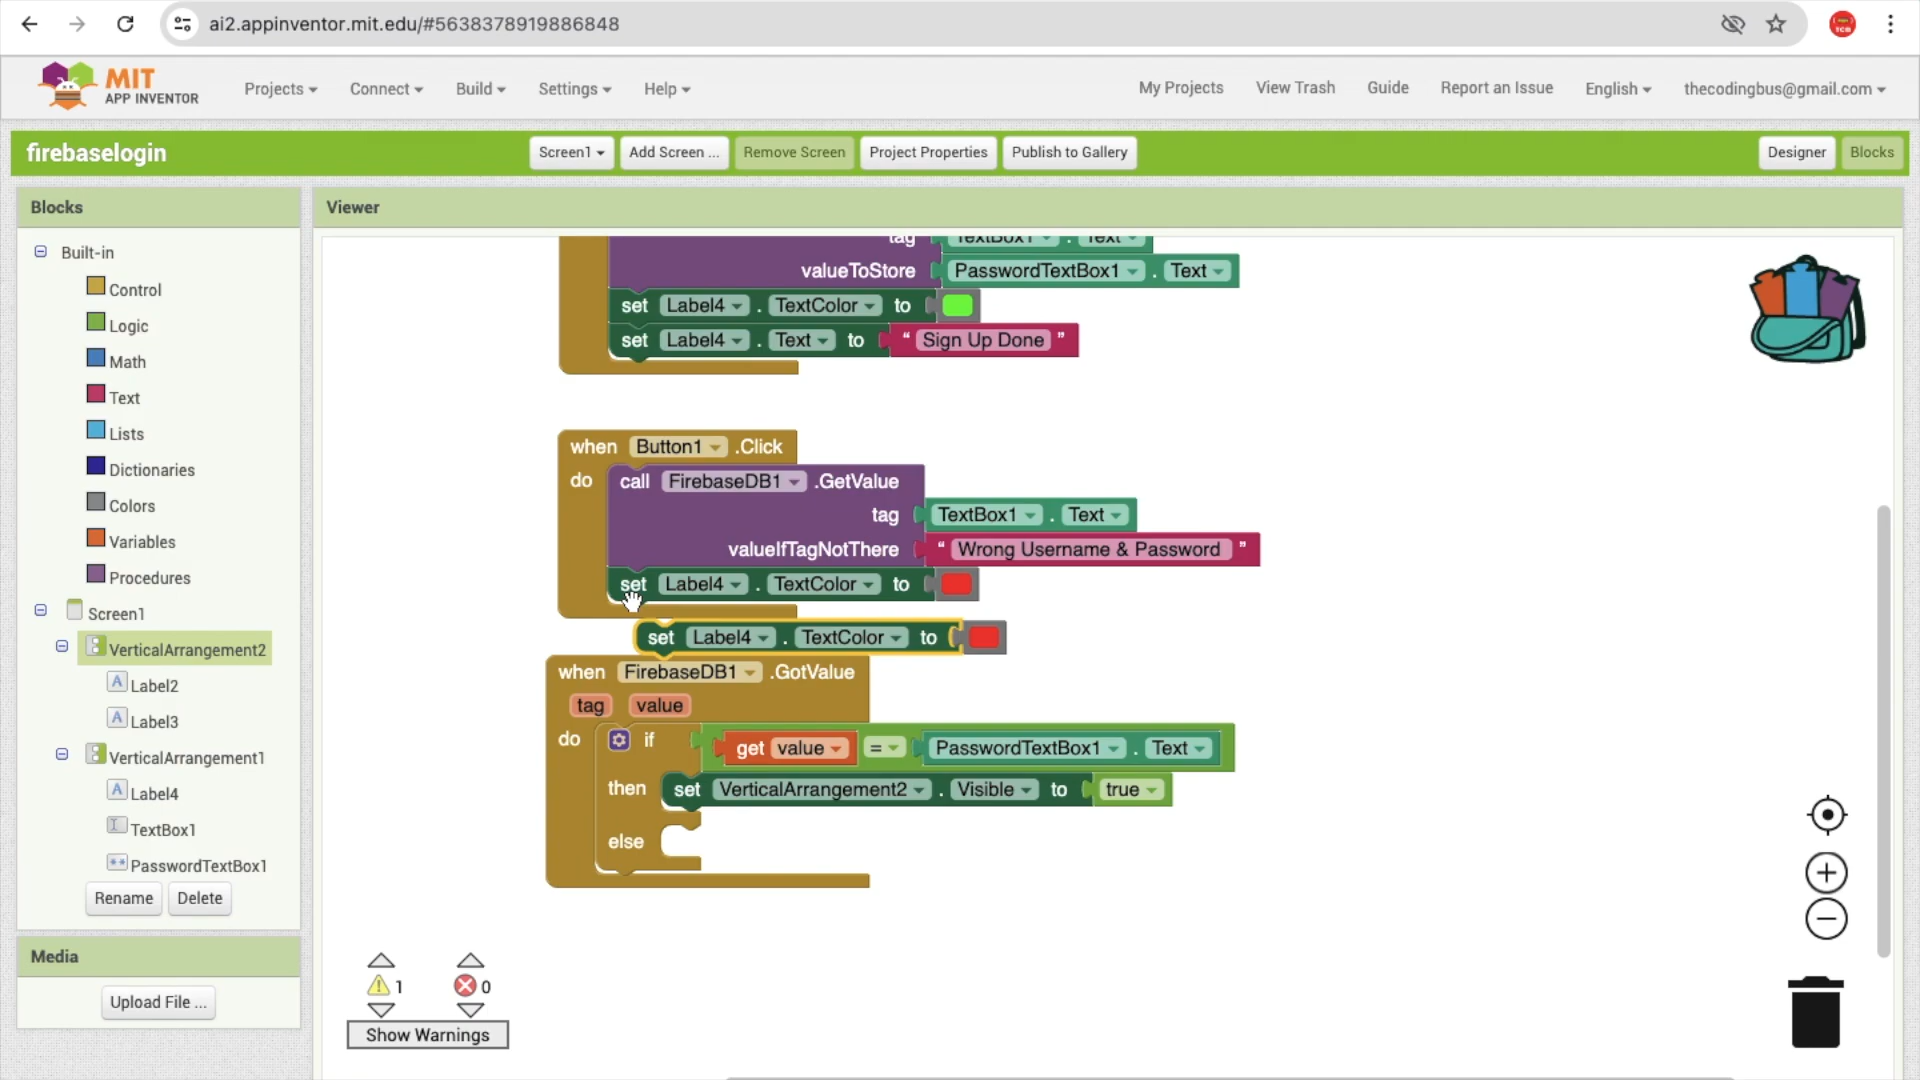 ai2.appinventor.mit.edu/#5638378919886848
MIT
APP INVENTOR
Projects Connect Build Settings Help My Projects View Trash Guide Report an Issue English thecodingbus@gmail.com
firebaselogin Screen1 Add Screen ... Remove Screen Project Properties Publish to Gallery Designer Blocks
Blocks
Built-in
Control
Logic
Math
Text
Lists
Dictionaries
Colors
Variables
Procedures
Screen1
VerticalArrangement2
Label2
Label3
VerticalArrangement1
Label4
TextBox1
PasswordTextBox1
Rename Delete
Media
Upload File ...
Viewer
tag TextBox1 . Text
valueToStore PasswordTextBox1 . Text
set Label4 . TextColor to
set Label4 . Text to “ Sign Up Done ”
when Button1 .Click
do call FirebaseDB1 .GetValue
tag TextBox1 . Text
valueIfTagNotThere “ Wrong Username & Password ”
set Label4 . TextColor to
set Label4 . TextColor to
when FirebaseDB1 .GotValue
tag value
do if get value = PasswordTextBox1 . Text
then set VerticalArrangement2 . Visible to true
else
1 0
Show Warnings